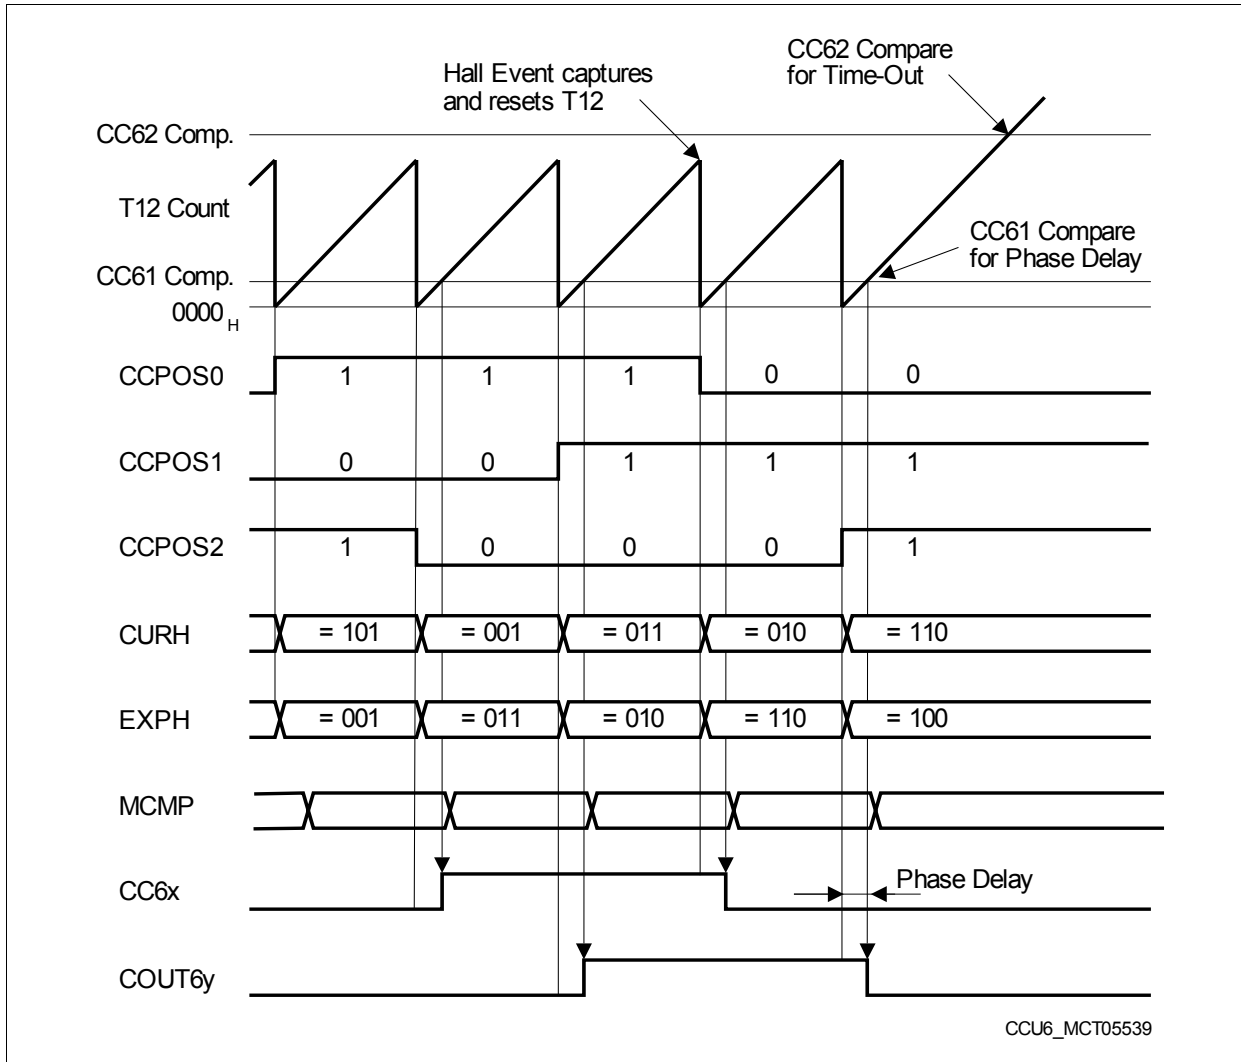 CC62 Compare
for Time-Out
Hall Event captures
and resets T12
CC62 Comp.
T12 Count
CC61 Compare
for Phase Delay
CC61 Comp.
0000 H
CCPOS0 1 1 1 0 0
CCPOS1 0 0 1 1 1
CCPOS2 1 0 0 0 1
CURH = 101 = 001 = 011 = 010 = 110
EXPH = 001 = 011 = 010 = 110 = 100
MCMP
CC6x
Phase Delay
COUT6y
CCU6_MCT05539